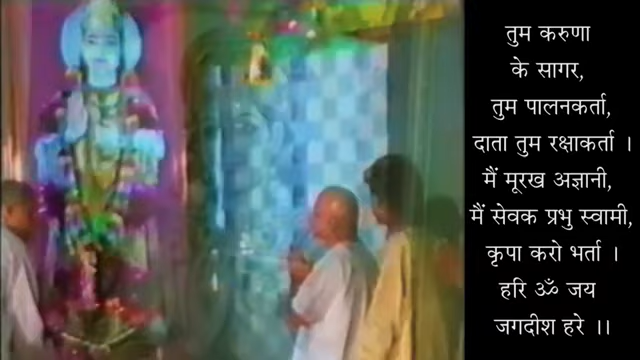 तुम करुणा
के सागर,
तुम पालनकर्ता,
दाता तुम रक्षाकर्ता ।
मैं मूरख अज्ञानी,
मैं सेवक प्रभु स्वामी,
कृपा करो भर्ता ।
हरि ॐ जय
जगदीश हरे ।।